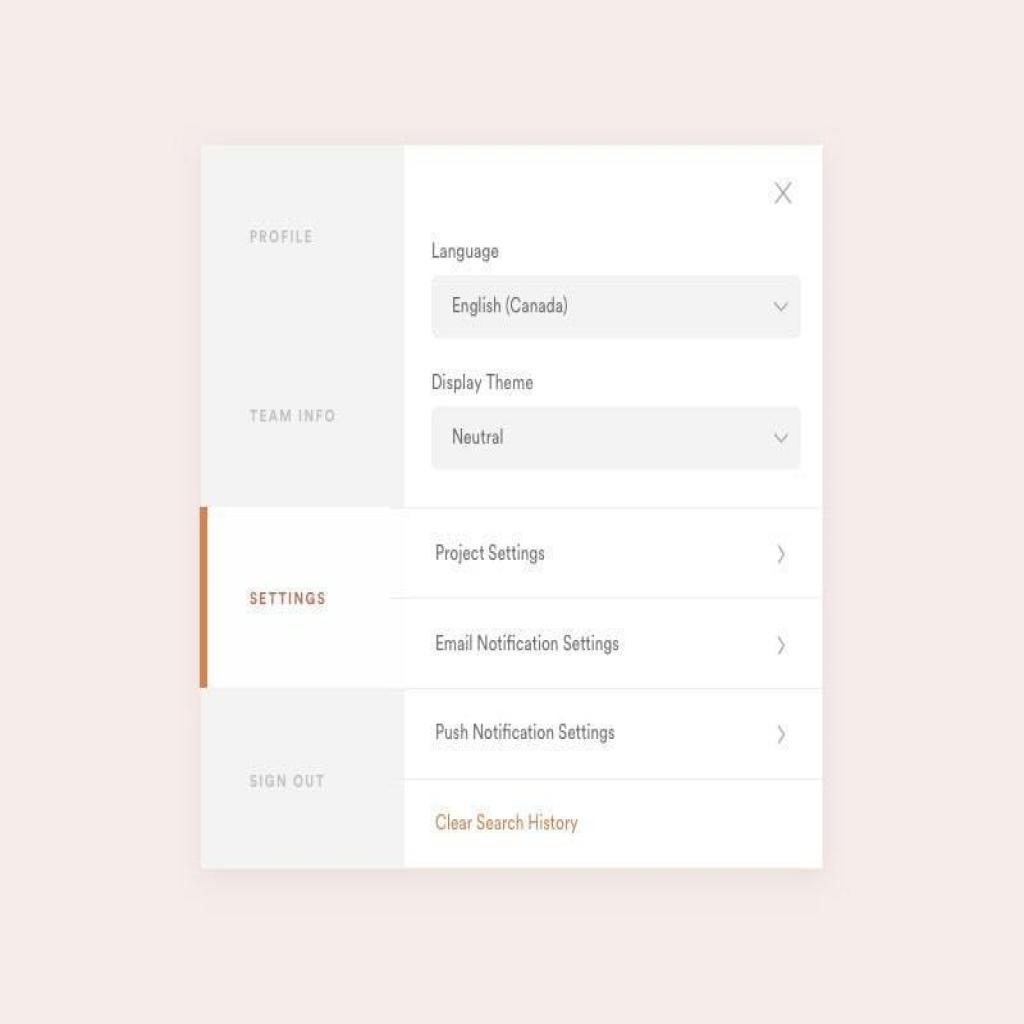 PROFILE
TEAM INFO
SETTINGS
SIGN OUT
X
Language
English (Canada)
Display Theme
Neutral
Project Settings
Email Notification Settings
Push Notification Settings
Clear Search History